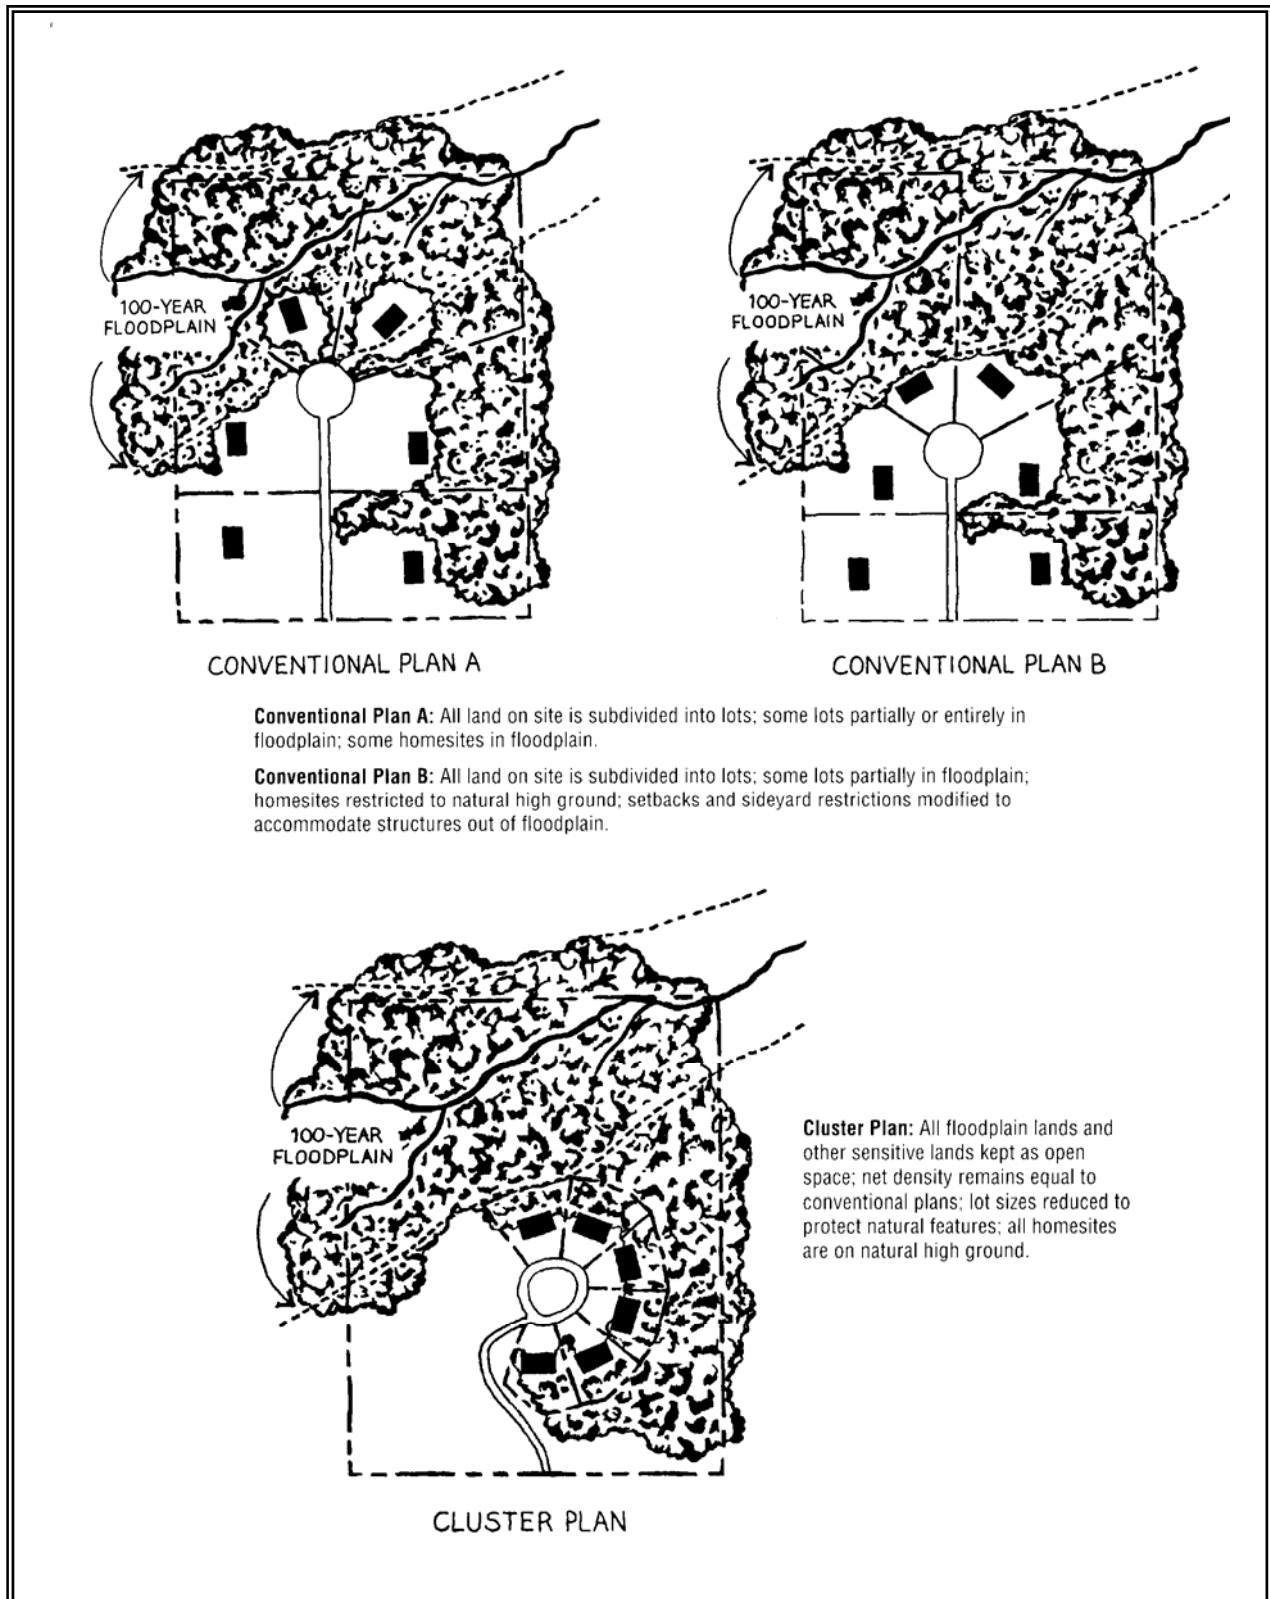 100-YEAR
FLOODPLAIN
100-YEAR
FLOODPLAIN
CONVENTIONAL PLAN A
CONVENTIONAL PLAN B
Conventional Plan A: All land on site is subdivided into lots; some lots partially or entirely in
floodplain; some homesites in floodplain.
Conventional Plan B: All land on site is subdivided into lots; some lots partially in floodplain;
homesites restricted to natural high ground; setbacks and sideyard restrictions modified to
accommodate structures out of floodplain.
100-YEAR
FLOODPLAIN
Cluster Plan: All floodplain lands and
other sensitive lands kept as open
space; net density remains equal to
conventional plans; lot sizes reduced to
protect natural features; all homesites
are on natural high ground.
CLUSTER PLAN